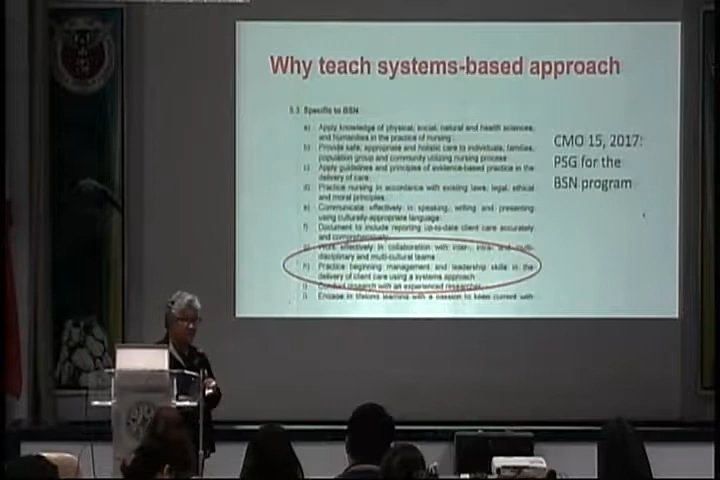 Why teach systems-based approach
5.3 Specific to BSN
a) Apply knowledge of physical, social, natural and health sciences,
and humanities in the practice of nursing.
b) Provide safe, appropriate and holistic care to individuals, families,
population group and community utilizing nursing process
c) Apply guidelines and principles of evidence-based practice in the
delivery of care.
d) Practice nursing in accordance with existing laws, legal, ethical
and moral principles.
e) Communicate effectively in speaking, writing and presenting
using culturally-appropriate language.
f) Document to include reporting up-to-date client care accurately
and comprehensively.
g) Work effectively in collaboration with inter-, intra- and multi-
disciplinary and multi-cultural teams
h) Practice beginning management and leadership skills in the
delivery of client care using a systems approach
i) Conduct research with an experienced researcher
j) Engage in lifelong learning with a passion to keep current with
CMO 15, 2017:
PSG for the
BSN program